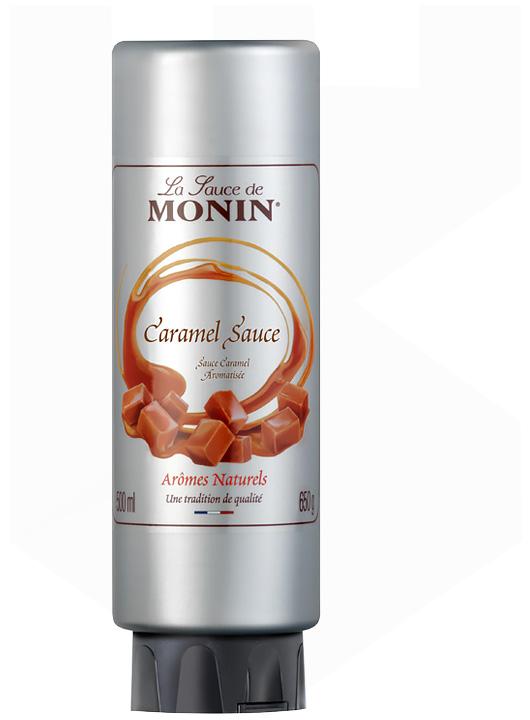 La Sauce de
MONIN®
Caramel Sauce
Sauce Caramel
Aromatisée
Arômes Naturels
Une tradition de qualité
500 ml 650 g